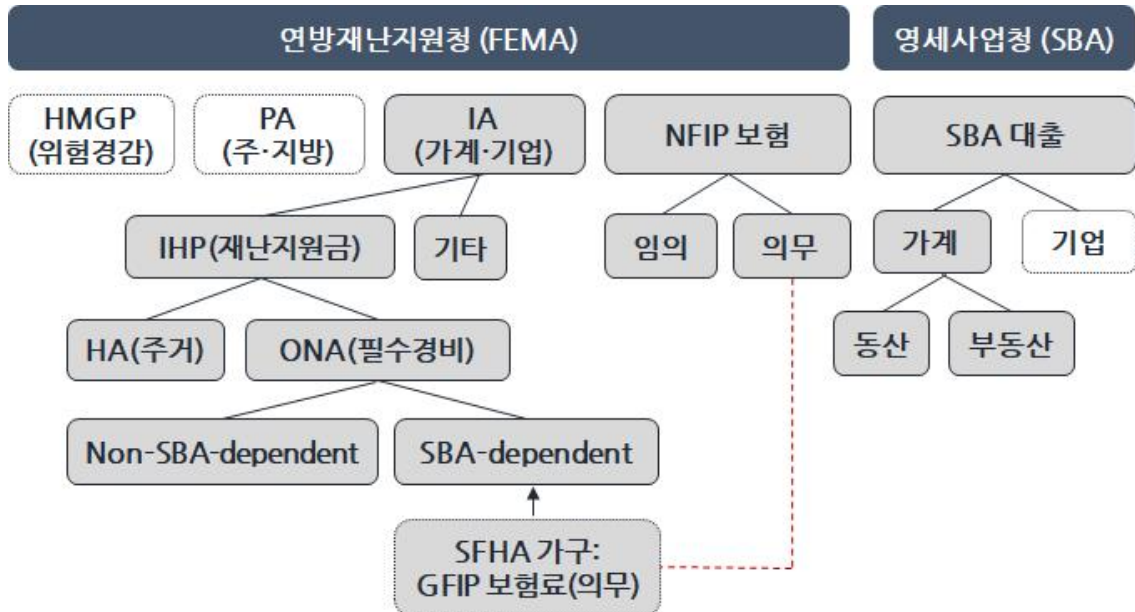 연방재난지원청 (FEMA)
영세사업청 (SBA)
HMGP
(위험경감)
PA
(주·지방)
IA
(가계·기업)
NFIP 보험
SBA 대출
IHP(재난지원금)
기타
임의
의무
가계
기업
HA(주거)
ONA(필수경비)
동산
부동산
Non-SBA-dependent
SBA-dependent
SFHA 가구:
GFIP 보험료(의무)